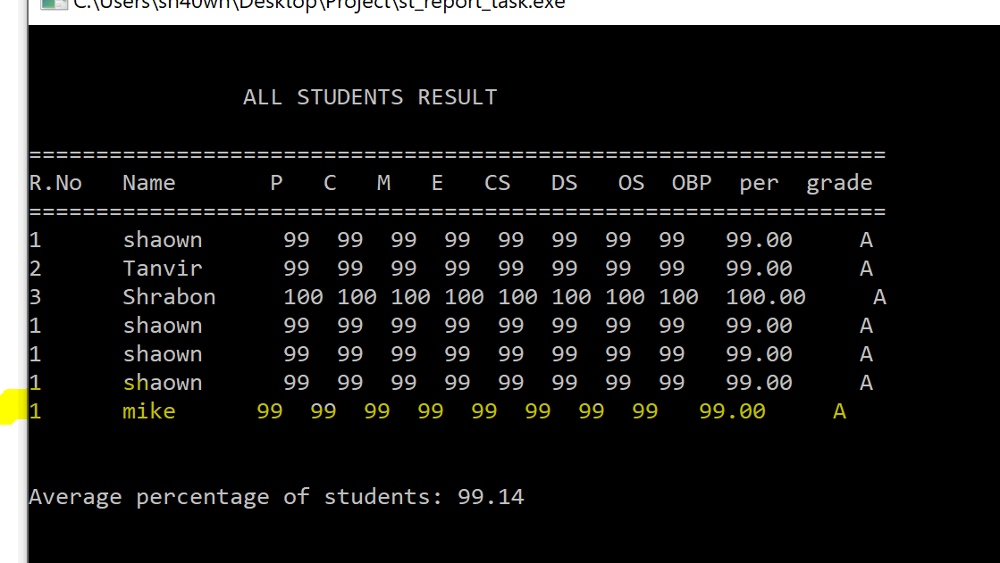 C:\Users\sh40wn\Desktop\Project\st_report_task.exe
ALL STUDENTS RESULT
================================================================
R.No   Name       P   C   M   E   CS   DS   OS  OBP  per  grade
================================================================
1      shaown      99  99  99  99  99  99  99  99   99.00     A
2      Tanvir      99  99  99  99  99  99  99  99   99.00     A
3      Shrabon     100 100 100 100 100 100 100 100  100.00     A
1      shaown      99  99  99  99  99  99  99  99   99.00     A
1      shaown      99  99  99  99  99  99  99  99   99.00     A
1      shaown      99  99  99  99  99  99  99  99   99.00     A
1      mike      99  99  99  99  99  99  99  99   99.00     A
Average percentage of students: 99.14